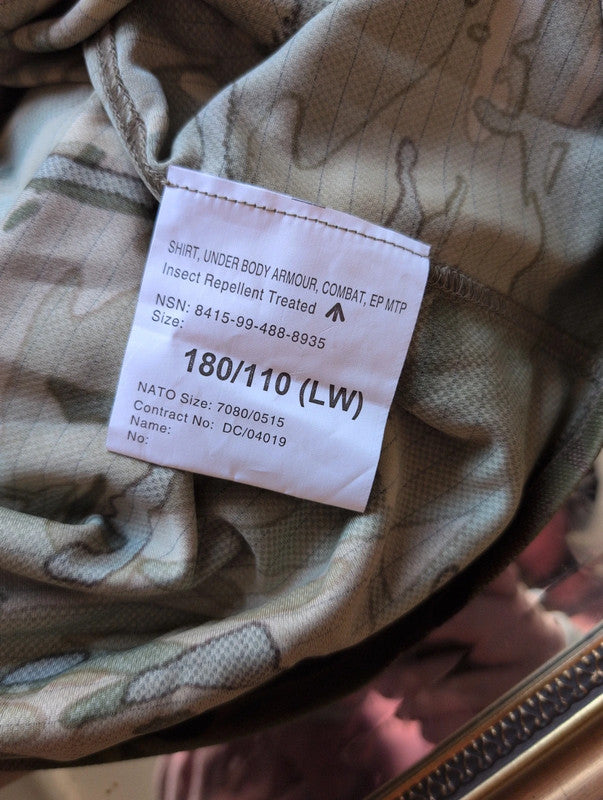 SHIRT, UNDER BODY ARMOUR, COMBAT, EP MTP
Insect Repellent Treated
NSN: 8415-99-488-8935
Size:
180/110 (LW)
NATO Size: 7080/0515
Contract No: DC/04019
Name:
No: